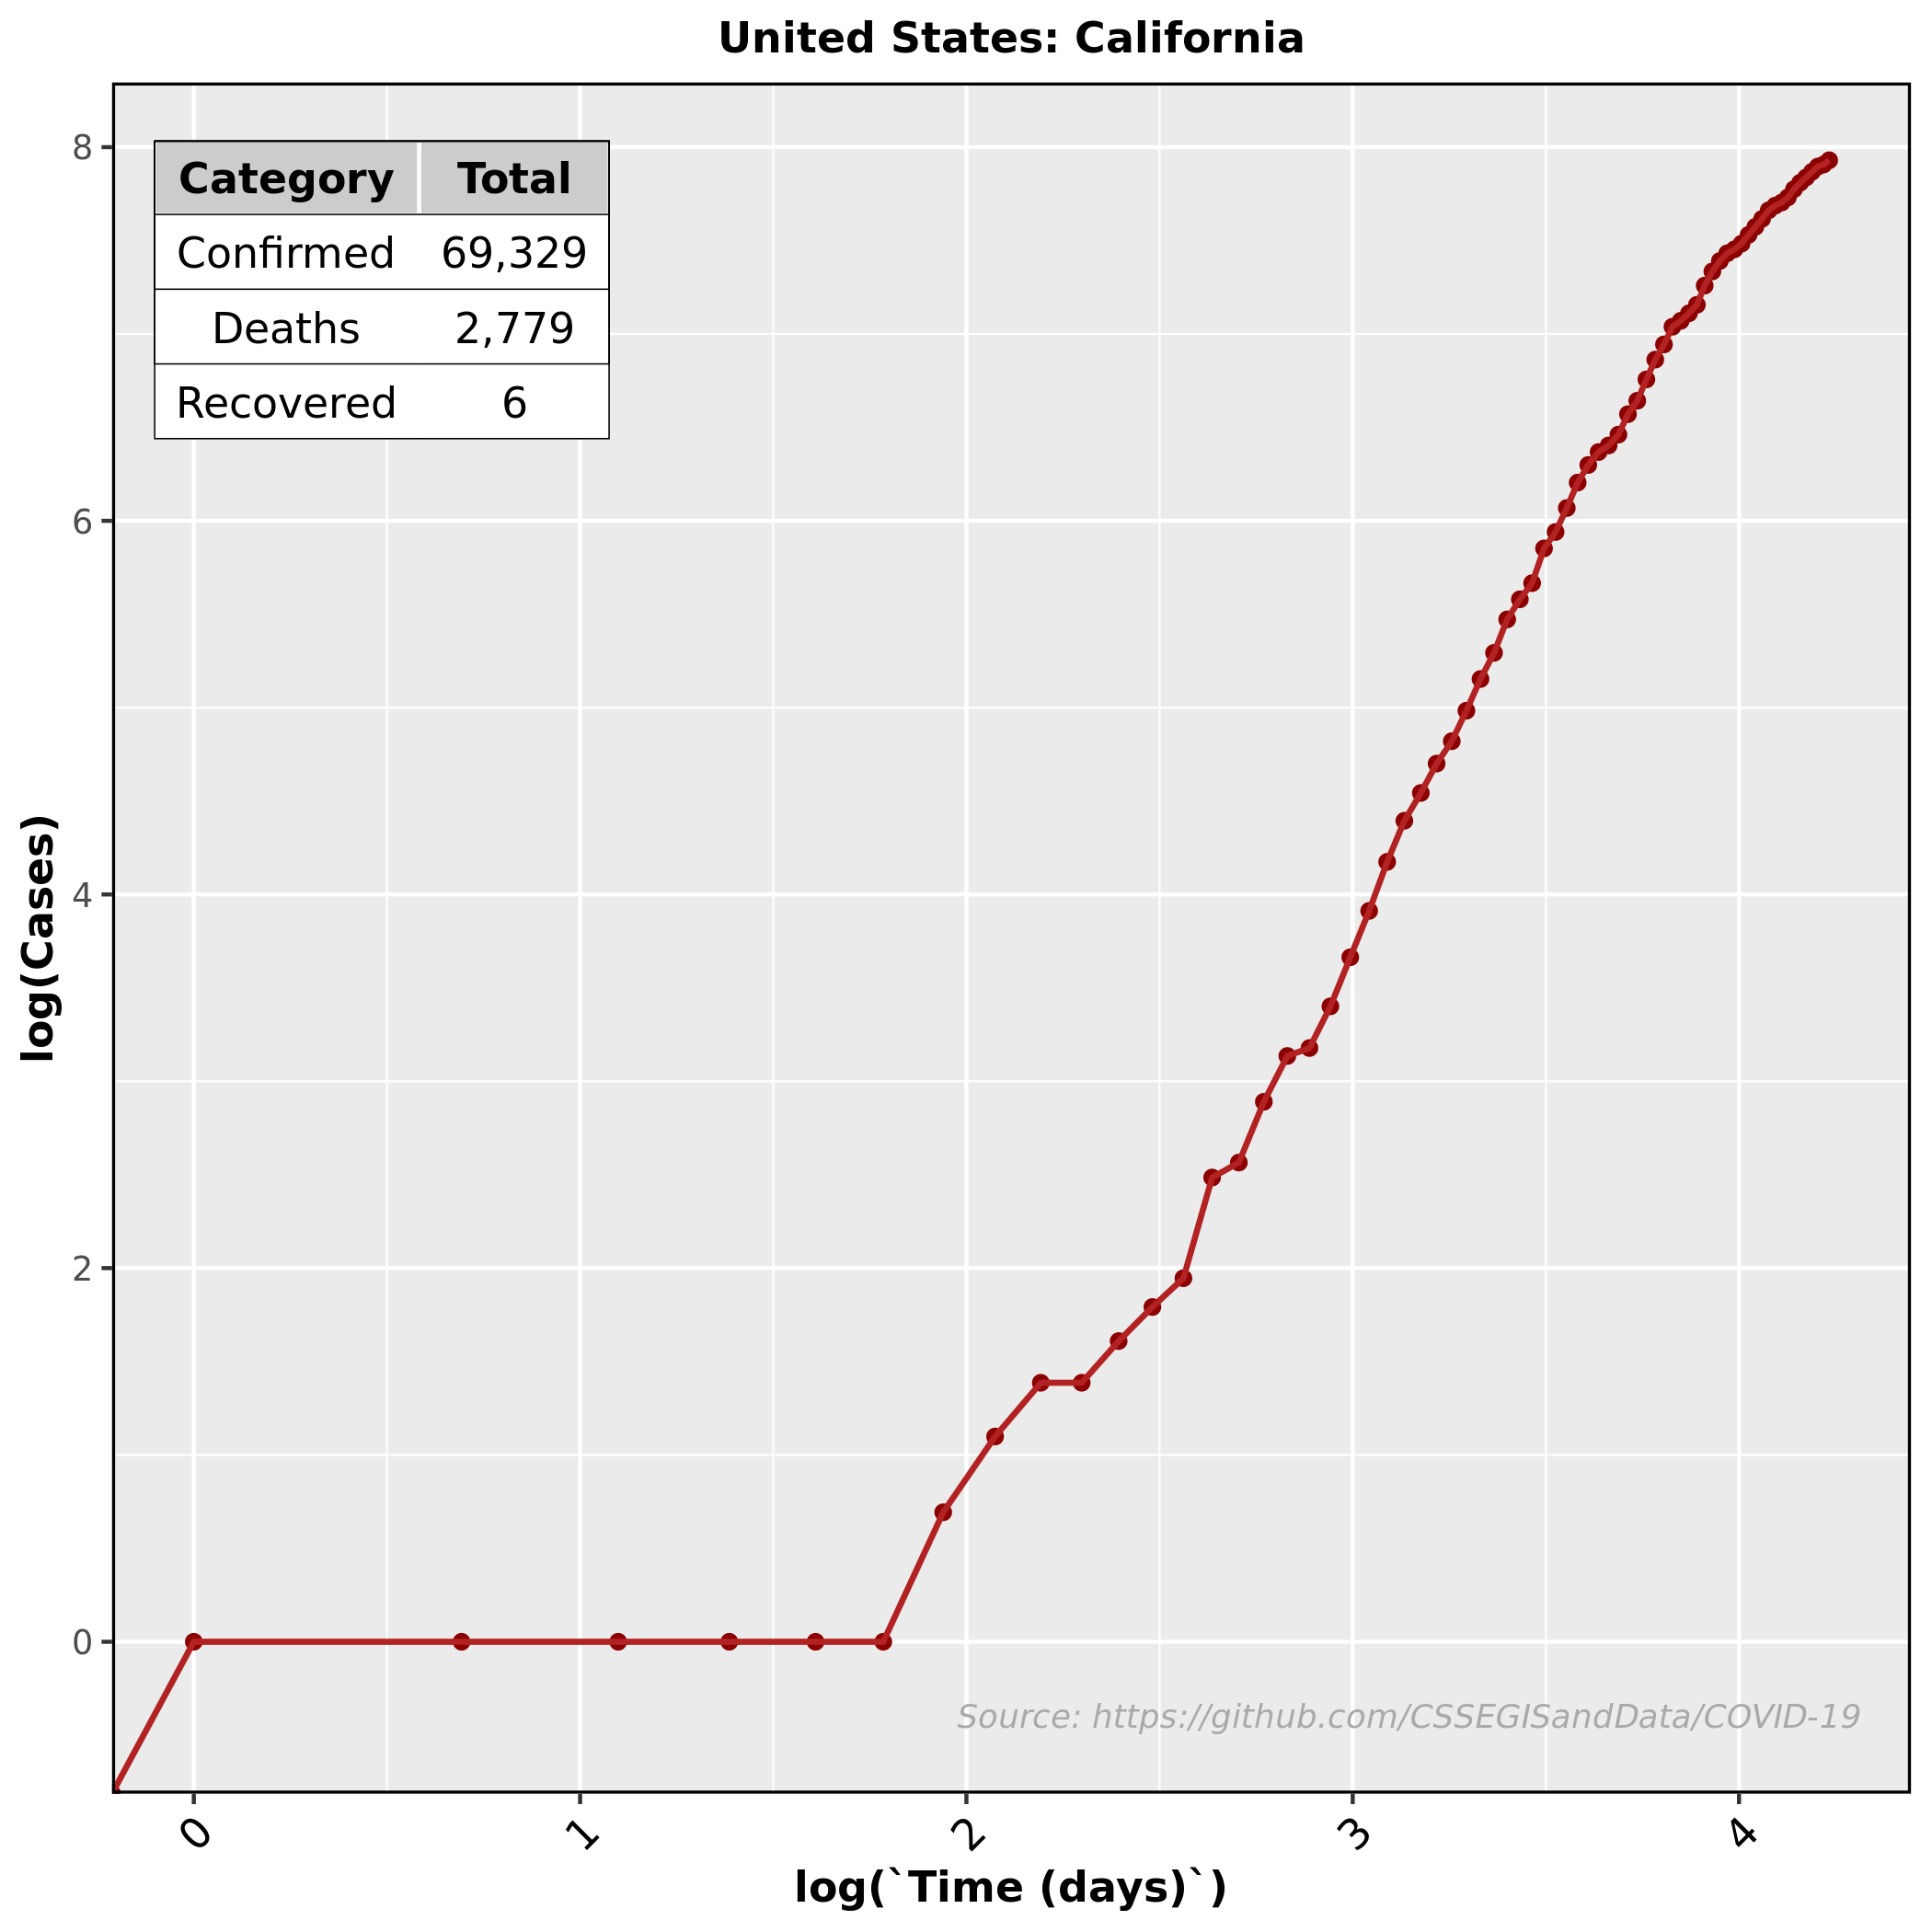 United States: California
Category Total
Confirmed 69,329
Deaths 2,779
Recovered 6
8
6
4
2
0
log(Cases)
Source: https://github.com/CSSEGISandData/COVID-19
0 1 2 3 4
log(`Time (days)`)